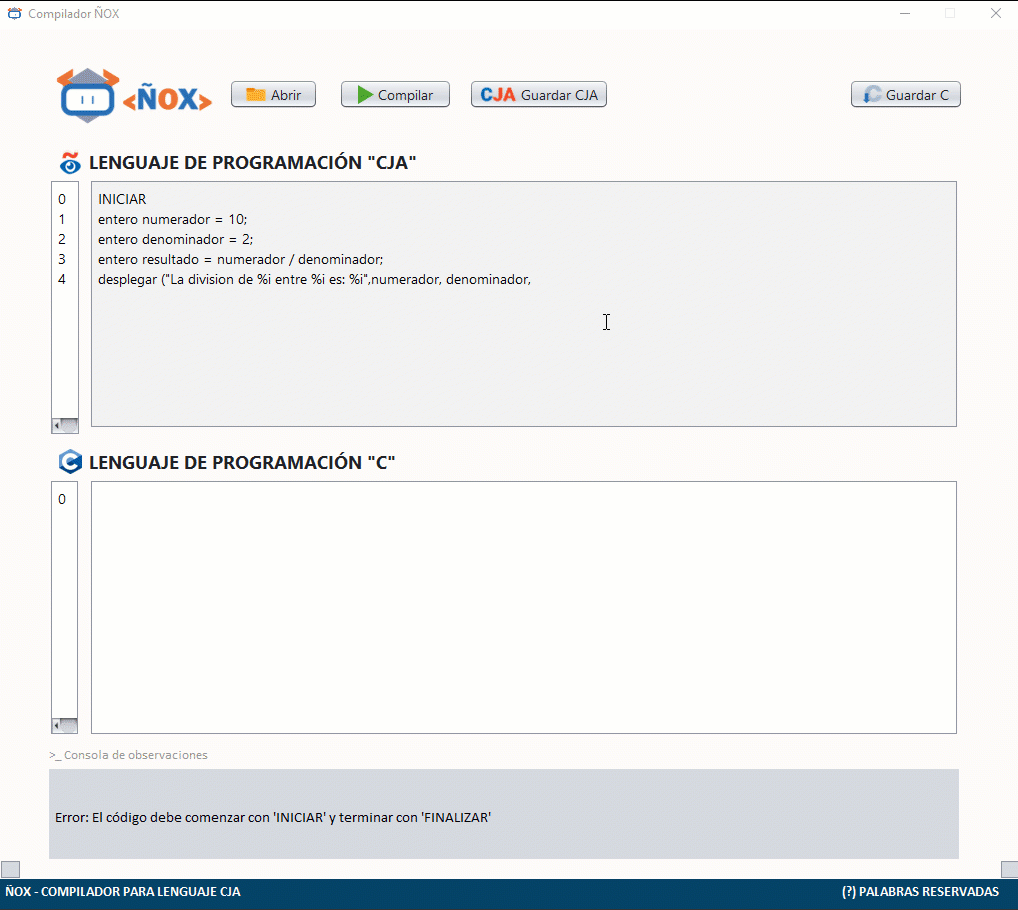 Compilador ÑOX
<ÑOX>
Abrir
Compilar
CJA Guardar CJA
Guardar C
LENGUAJE DE PROGRAMACIÓN "CJA"
0 INICIAR
1 entero numerador = 10;
2 entero denominador = 2;
3 entero resultado = numerador / denominador;
4 desplegar ("La division de %i entre %i es: %i",numerador, denominador,
C LENGUAJE DE PROGRAMACIÓN "C"
0
>_ Consola de observaciones
Error: El código debe comenzar con 'INICIAR' y terminar con 'FINALIZAR'
ÑOX - COMPILADOR PARA LENGUAJE CJA
(?) PALABRAS RESERVADAS